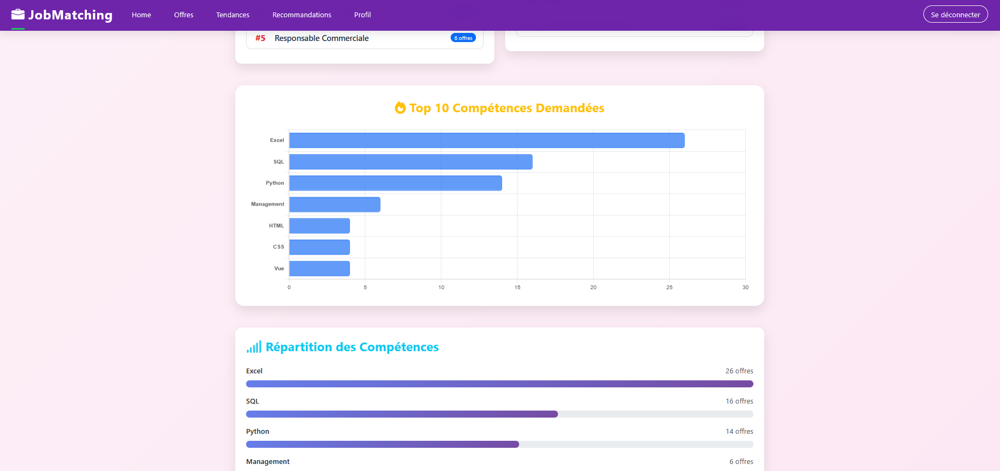 JobMatching Home Offres Tendances Recommandations Profil Se déconnecter
#5 Responsable Commerciale 6 offres
Top 10 Compétences Demandées
Excel
SQL
Python
Management
HTML
CSS
Vue
0 5 10 15 20 25 30
Répartition des Compétences
Excel 26 offres
SQL 16 offres
Python 14 offres
Management 6 offres